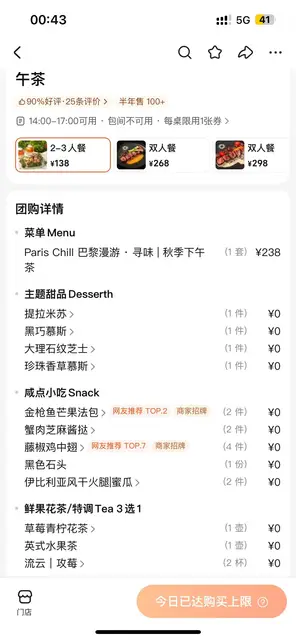 00:43
5G 41
午茶
90%好评·25条评价 > 半年售 100+
14:00-17:00可用 · 包间不可用 · 每桌限用1张券 >
2-3人餐
¥138
双人餐
¥268
双人餐
¥298
团购详情
菜单 Menu
Paris Chill 巴黎漫游 · 寻味 | 秋季下午茶 (1 套) ¥238
主题甜品 Desserth
提拉米苏 > (1 件) ¥0
黑巧慕斯 > (1 件) ¥0
大理石纹芝士 > (1 件) ¥0
珍珠香草慕斯 > (1 件) ¥0
咸点小吃 Snack
金枪鱼芒果法包 > 网友推荐 TOP.2 商家招牌 (2 件) ¥0
蟹肉芝麻酱挞 > (2 件) ¥0
藤椒鸡中翅 > 网友推荐 TOP.7 商家招牌 (4 件) ¥0
黑色石头 (1 份) ¥0
伊比利亚风干火腿|蜜瓜 > (2 件) ¥0
鲜果花茶/特调Tea 3 选 1
草莓青柠花茶 > (1 壶) ¥0
英式水果茶 (1 壶) ¥0
流云 | 攻莓 > (2 杯) ¥0
门店
今日已达购买上限